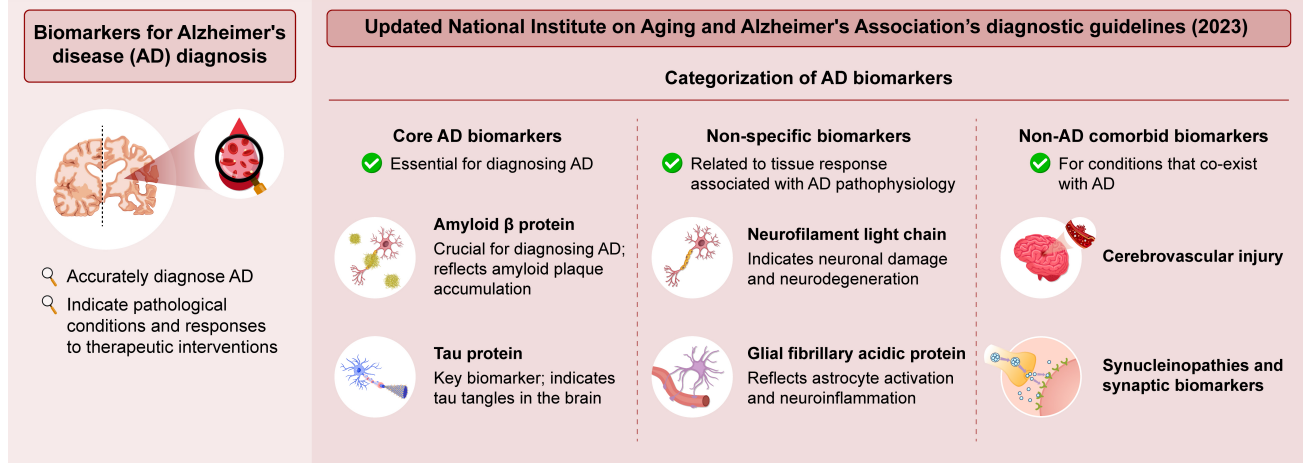 Biomarkers for Alzheimer's
disease (AD) diagnosis
Accurately diagnose AD
Indicate pathological
conditions and responses
to therapeutic interventions
Updated National Institute on Aging and Alzheimer's Association’s diagnostic guidelines (2023)
Categorization of AD biomarkers
Core AD biomarkers
Essential for diagnosing AD
Amyloid β protein
Crucial for diagnosing AD;
reflects amyloid plaque
accumulation
Tau protein
Key biomarker; indicates
tau tangles in the brain
Non-specific biomarkers
Related to tissue response
associated with AD pathophysiology
Neurofilament light chain
Indicates neuronal damage
and neurodegeneration
Glial fibrillary acidic protein
Reflects astrocyte activation
and neuroinflammation
Non-AD comorbid biomarkers
For conditions that co-exist
with AD
Cerebrovascular injury
Synucleinopathies and
synaptic biomarkers